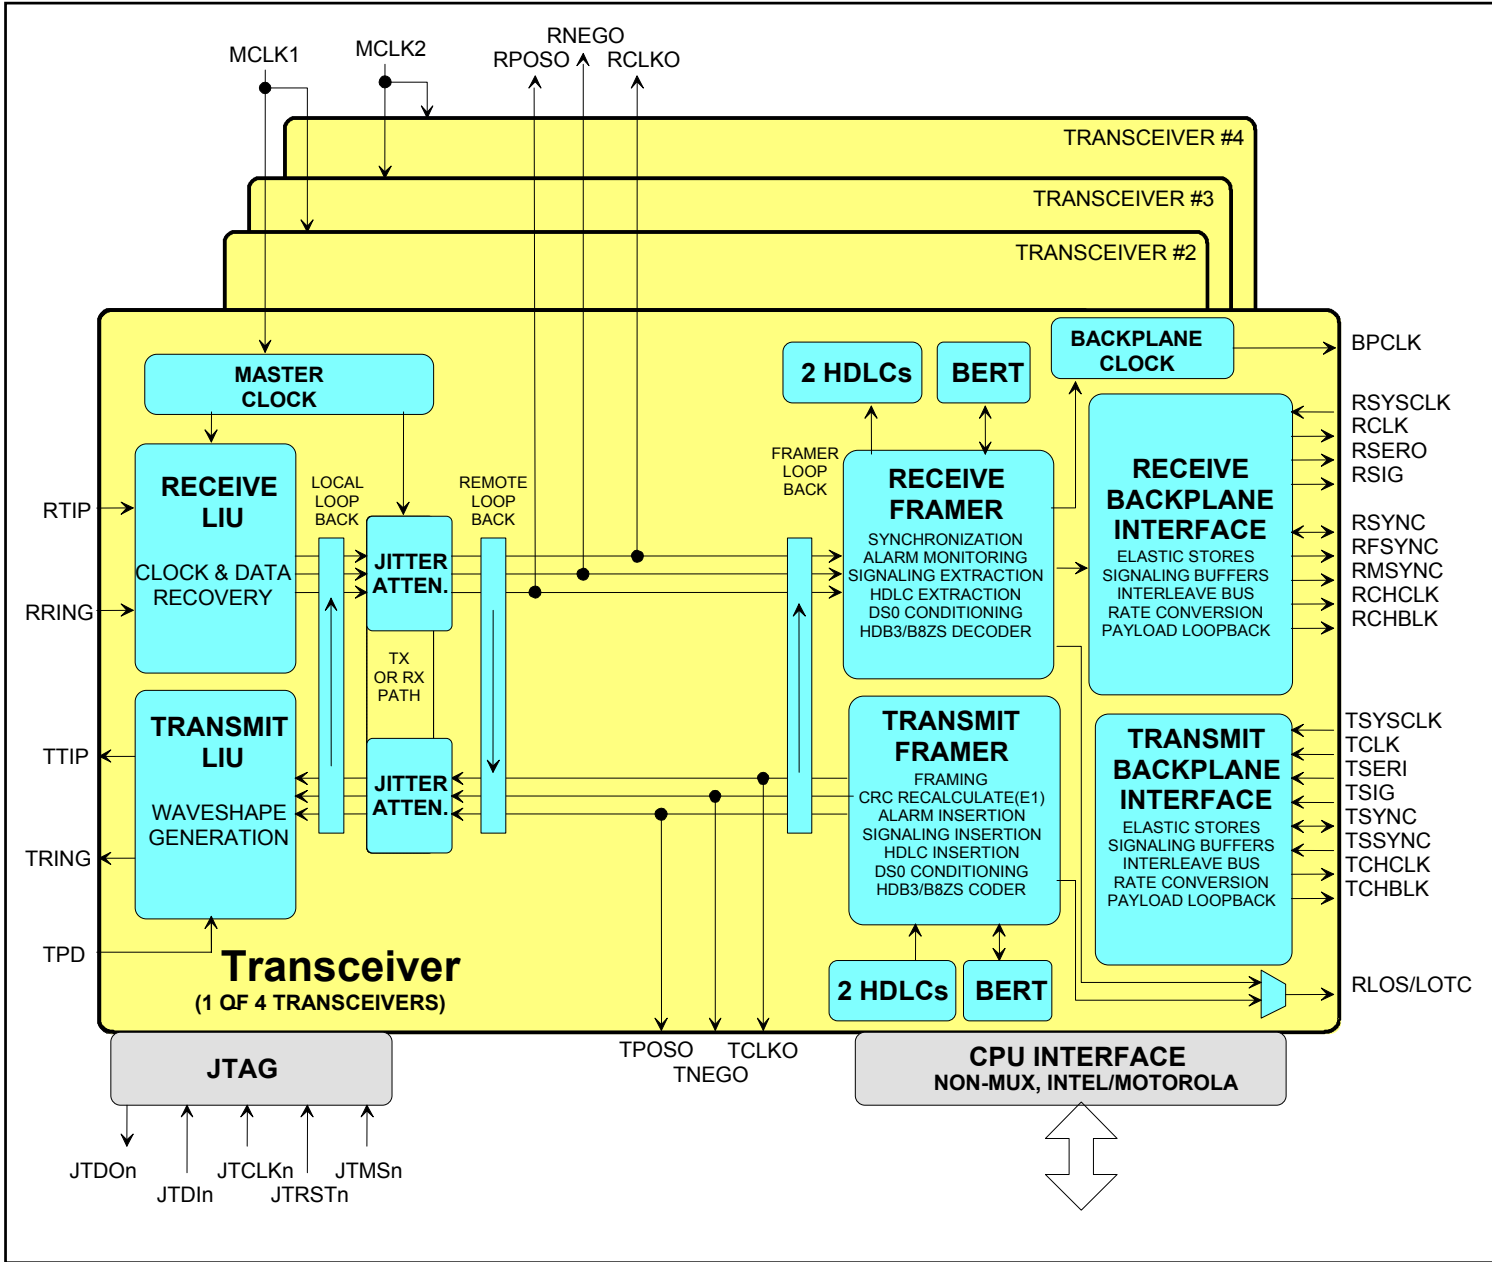 MCLK1
MCLK2
RNEGO
RPOSO
RCLKO
TRANSCEIVER #4
TRANSCEIVER #3
TRANSCEIVER #2
MASTER
CLOCK
2 HDLCs
BERT
BACKPLANE
CLOCK
BPCLK
RTIP
RRING
RECEIVE
LIU
CLOCK & DATA
RECOVERY
LOCAL
LOOP
BACK
JITTER
ATTEN.
REMOTE
LOOP
BACK
FRAMER
LOOP
BACK
RECEIVE
FRAMER
SYNCHRONIZATION
ALARM MONITORING
SIGNALING EXTRACTION
HDLC EXTRACTION
DS0 CONDITIONING
HDB3/B8ZS DECODER
RECEIVE
BACKPLANE
INTERFACE
ELASTIC STORES
SIGNALING BUFFERS
INTERLEAVE BUS
RATE CONVERSION
PAYLOAD LOOPBACK
RSYSCLK
RCLK
RSERO
RSIG
RSYNC
RFSYNC
RMSYNC
RCHCLK
RCHBLK
TX
OR RX
PATH
TTIP
TRING
TPD
TRANSMIT
LIU
WAVESHAPE
GENERATION
JITTER
ATTEN.
TRANSMIT
FRAMER
FRAMING
CRC RECALCULATE(E1)
ALARM INSERTION
SIGNALING INSERTION
HDLC INSERTION
DS0 CONDITIONING
HDB3/B8ZS CODER
TRANSMIT
BACKPLANE
INTERFACE
ELASTIC STORES
SIGNALING BUFFERS
INTERLEAVE BUS
RATE CONVERSION
PAYLOAD LOOPBACK
TSYSCLK
TCLK
TSERI
TSIG
TSYNC
TSSYNC
TCHCLK
TCHBLK
Transceiver
(1 OF 4 TRANSCEIVERS)
2 HDLCs
BERT
RLOS/LOTC
JTAG
TPOSO
TNEGO
TCLKO
CPU INTERFACE
NON-MUX, INTEL/MOTOROLA
JTDOn
JTDIn
JTCLKn
JTRSTn
JTMSn